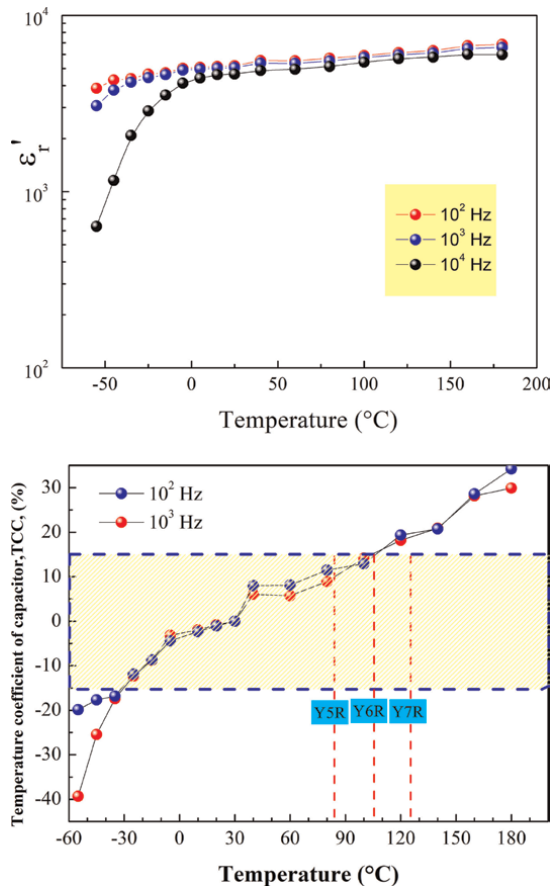 10⁴
10³
10²
εᵣ'
10² Hz
10³ Hz
10⁴ Hz
-50 0 50 100 150 200
Temperature (°C)
Temperature coefficient of capacitor,TCC, (%)
30
20
10
0
-10
-20
-30
-40
10² Hz
10³ Hz
Y5R Y6R Y7R
-60 -30 0 30 60 90 120 150 180
Temperature (°C)